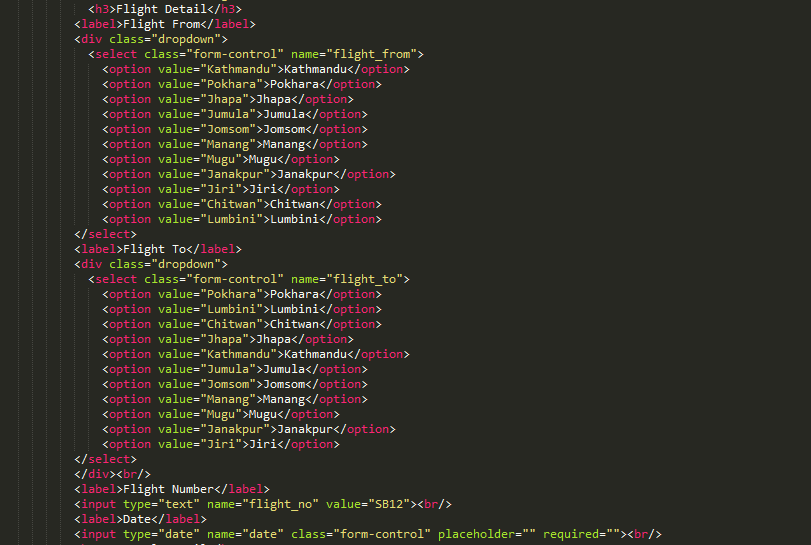 <h3>Flight Detail</h3>
<label>Flight From</label>
<div class="dropdown">
<select class="form-control" name="flight_from">
<option value="Kathmandu">Kathmandu</option>
<option value="Pokhara">Pokhara</option>
<option value="Jhapa">Jhapa</option>
<option value="Jumula">Jumula</option>
<option value="Jomsom">Jomsom</option>
<option value="Manang">Manang</option>
<option value="Mugu">Mugu</option>
<option value="Janakpur">Janakpur</option>
<option value="Jiri">Jiri</option>
<option value="Chitwan">Chitwan</option>
<option value="Lumbini">Lumbini</option>
</select>
<label>Flight To</label>
<div class="dropdown">
<select class="form-control" name="flight_to">
<option value="Pokhara">Pokhara</option>
<option value="Lumbini">Lumbini</option>
<option value="Chitwan">Chitwan</option>
<option value="Jhapa">Jhapa</option>
<option value="Kathmandu">Kathmandu</option>
<option value="Jumula">Jumula</option>
<option value="Jomsom">Jomsom</option>
<option value="Manang">Manang</option>
<option value="Mugu">Mugu</option>
<option value="Janakpur">Janakpur</option>
<option value="Jiri">Jiri</option>
</select>
</div><br/>
<label>Flight Number</label>
<input type="text" name="flight_no" value="SB12"><br/>
<label>Date</label>
<input type="date" name="date" class="form-control" placeholder="" required=""><br/>